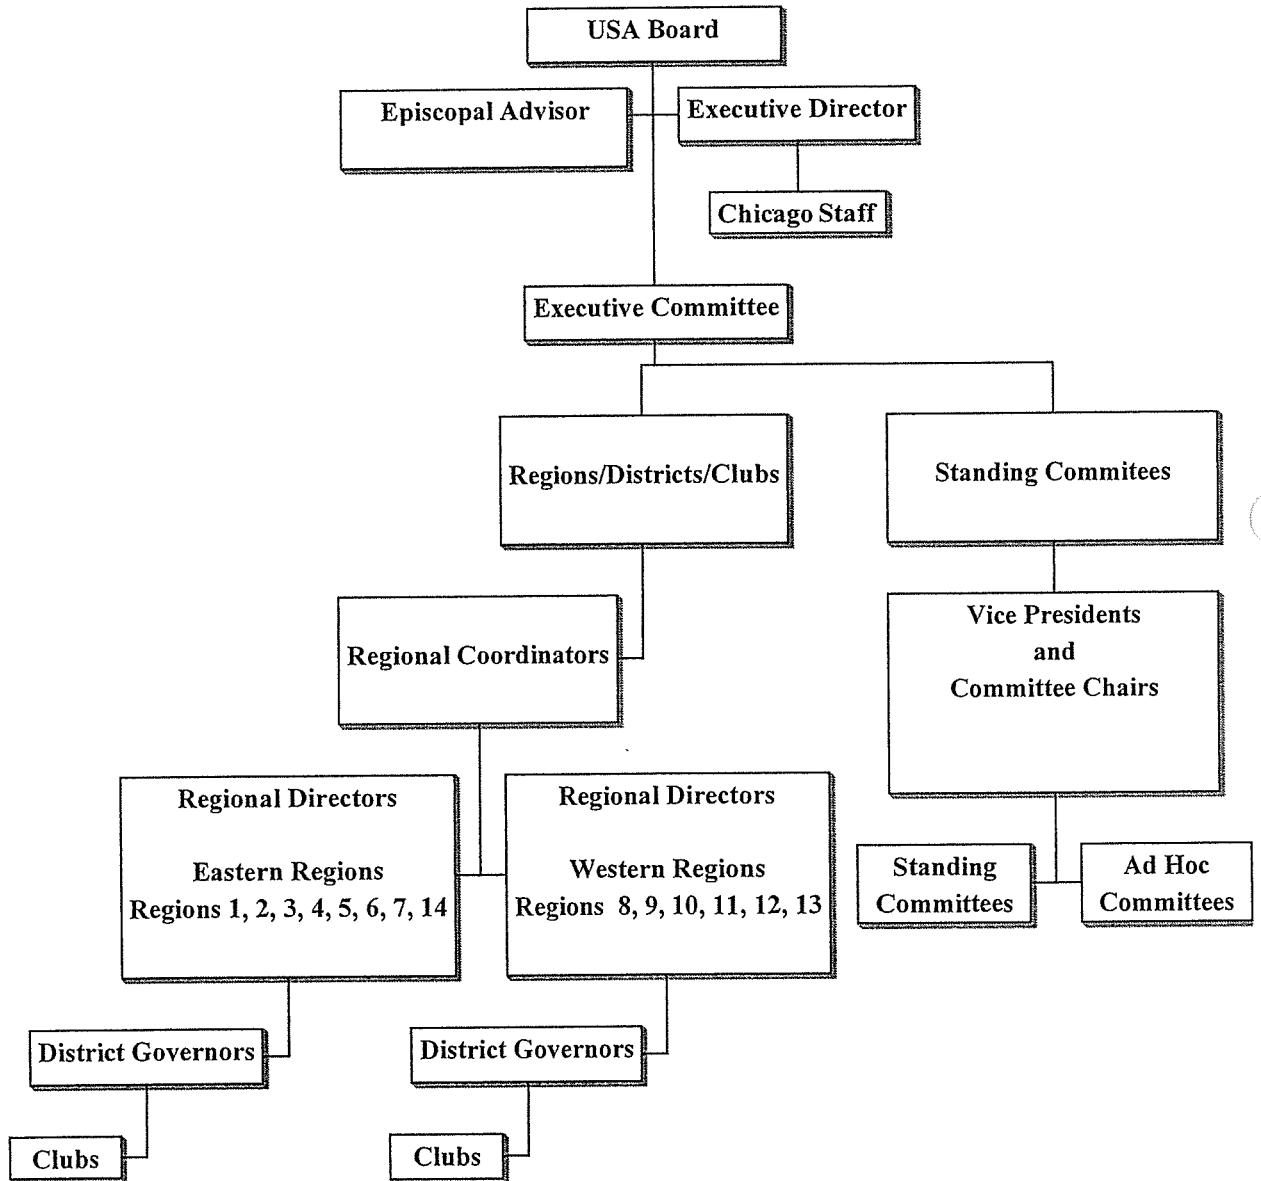 USA Board
Episcopal Advisor
Executive Director
Chicago Staff
Executive Committee
Regions/Districts/Clubs
Standing Commitees
Regional Coordinators
Vice Presidents
and
Committee Chairs
Regional Directors
Eastern Regions
Regions 1, 2, 3, 4, 5, 6, 7, 14
Regional Directors
Western Regions
Regions 8, 9, 10, 11, 12, 13
Standing
Committees
Ad Hoc
Committees
District Governors
District Governors
Clubs
Clubs